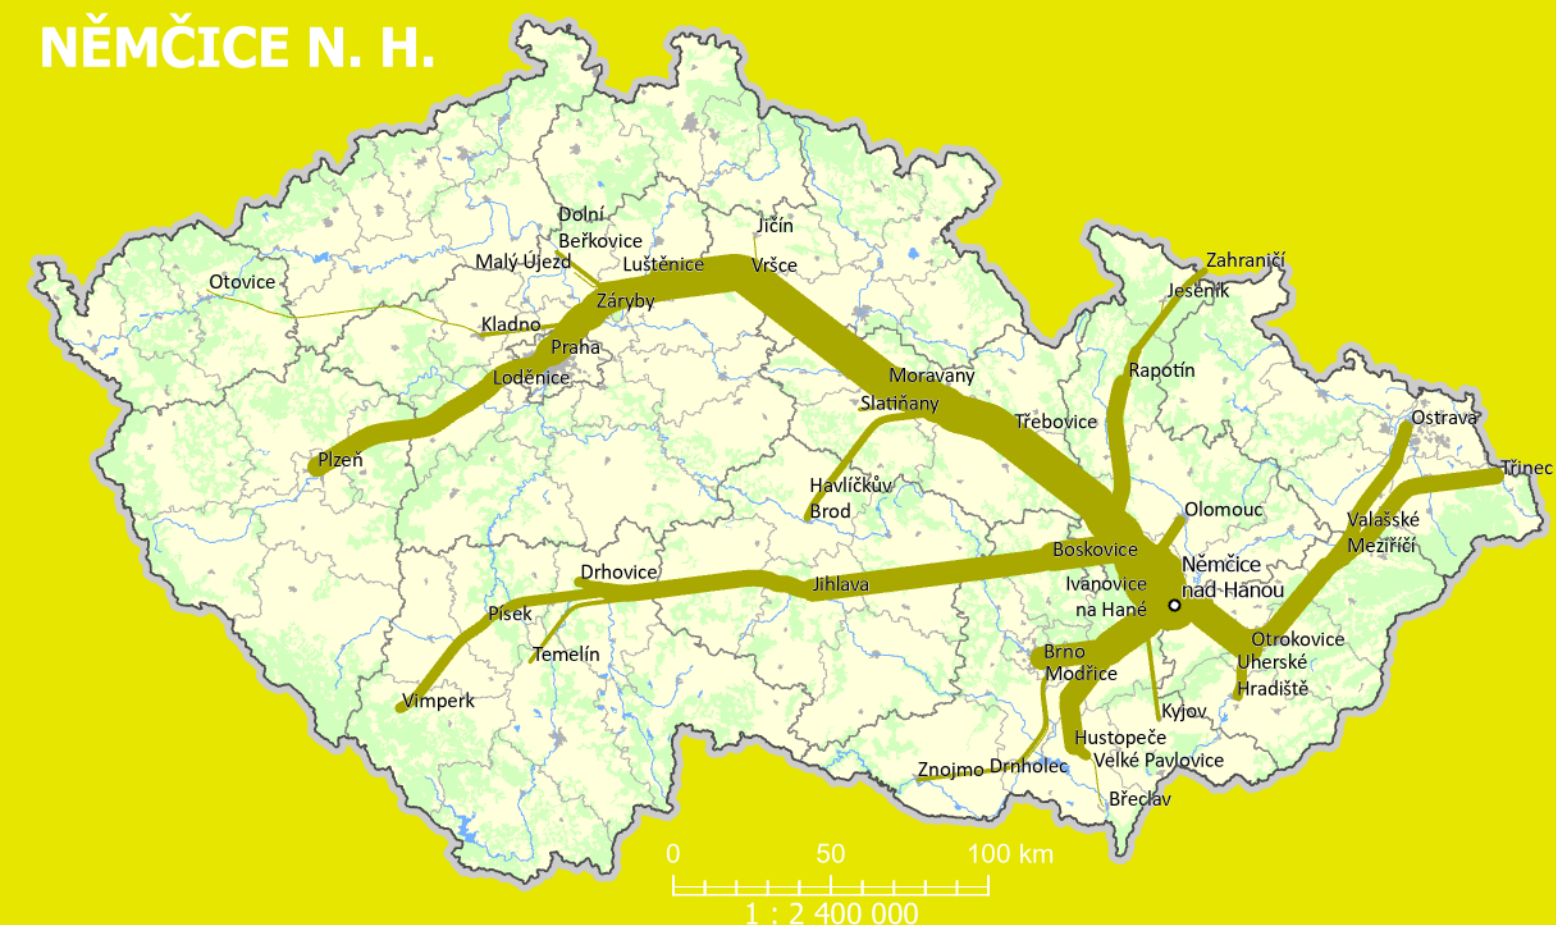 NĚMČICE N. H.
Dolní
Beřkovice
Jičín
Malý Újezd
Luštěnice
Vršce
Zahraničí
Otovice
Jeseník
Záryby
Kladno
Praha
Loděnice
Moravany
Rapotín
Slatiňany
Třebovice
Ostrava
Plzeň
Třinec
Havlíčkův
Brod
Olomouc
Valašské
Meziříčí
Boskovice
Němčice
nad Hanou
Drhovice
Jihlava
Ivanovice
na Hané
Písek
Otrokovice
Temelín
Brno
Uherské
Hradiště
Modřice
Vimperk
Kyjov
Hustopeče
Velké Pavlovice
Znojmo
Drnholec
Břeclav
0 50 100 km
1 : 2 400 000